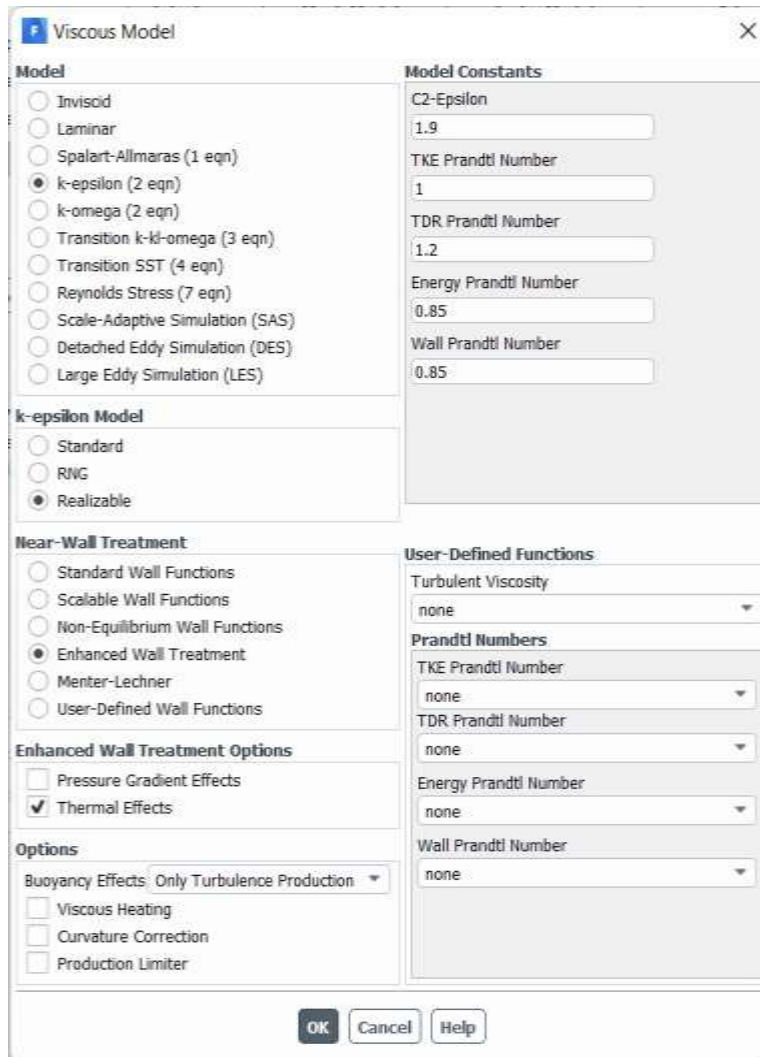 F Viscous Model
Model
Inviscid
Laminar
Spalart-Allmaras (1 eqn)
k-epsilon (2 eqn)
k-omega (2 eqn)
Transition k-kl-omega (3 eqn)
Transition SST (4 eqn)
Reynolds Stress (7 eqn)
Scale-Adaptive Simulation (SAS)
Detached Eddy Simulation (DES)
Large Eddy Simulation (LES)
k-epsilon Model
Standard
RNG
Realizable
Near-Wall Treatment
Standard Wall Functions
Scalable Wall Functions
Non-Equilibrium Wall Functions
Enhanced Wall Treatment
Menter-Lechner
User-Defined Wall Functions
Enhanced Wall Treatment Options
Pressure Gradient Effects
Thermal Effects
Options
Buoyancy Effects Only Turbulence Production
Viscous Heating
Curvature Correction
Production Limiter
Model Constants
C2-Epsilon
1.9
TKE Prandtl Number
1
TDR Prandtl Number
1.2
Energy Prandtl Number
0.85
Wall Prandtl Number
0.85
User-Defined Functions
Turbulent Viscosity
none
Prandtl Numbers
TKE Prandtl Number
none
TDR Prandtl Number
none
Energy Prandtl Number
none
Wall Prandtl Number
none
OK Cancel Help